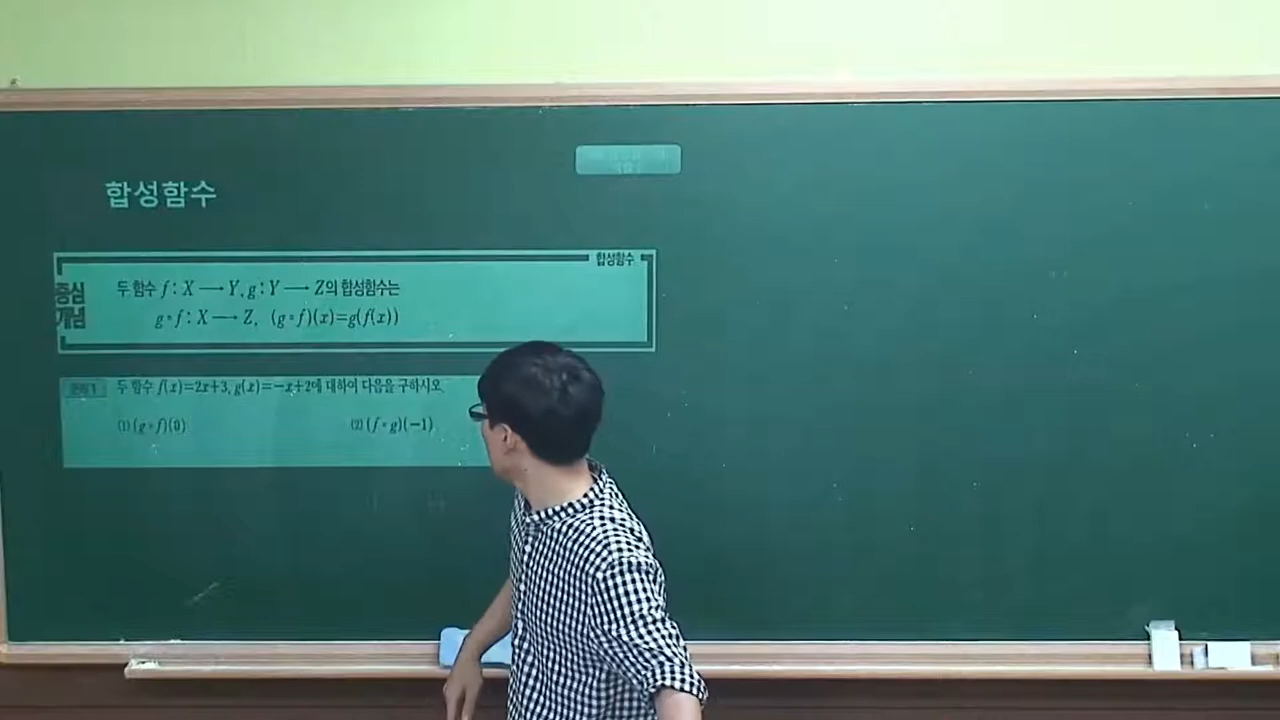 합성함수
합성함수
중심
개념
두 함수 f : X ⟶ Y, g : Y ⟶ Z의 합성함수는
g∘f : X ⟶ Z, (g∘f)(x)=g(f(x))
두 함수 f(x)=2x+3, g(x)=-x+2에 대하여 다음을 구하시오.
(1) (g∘f)(0) (2) (f∘g)(-1)